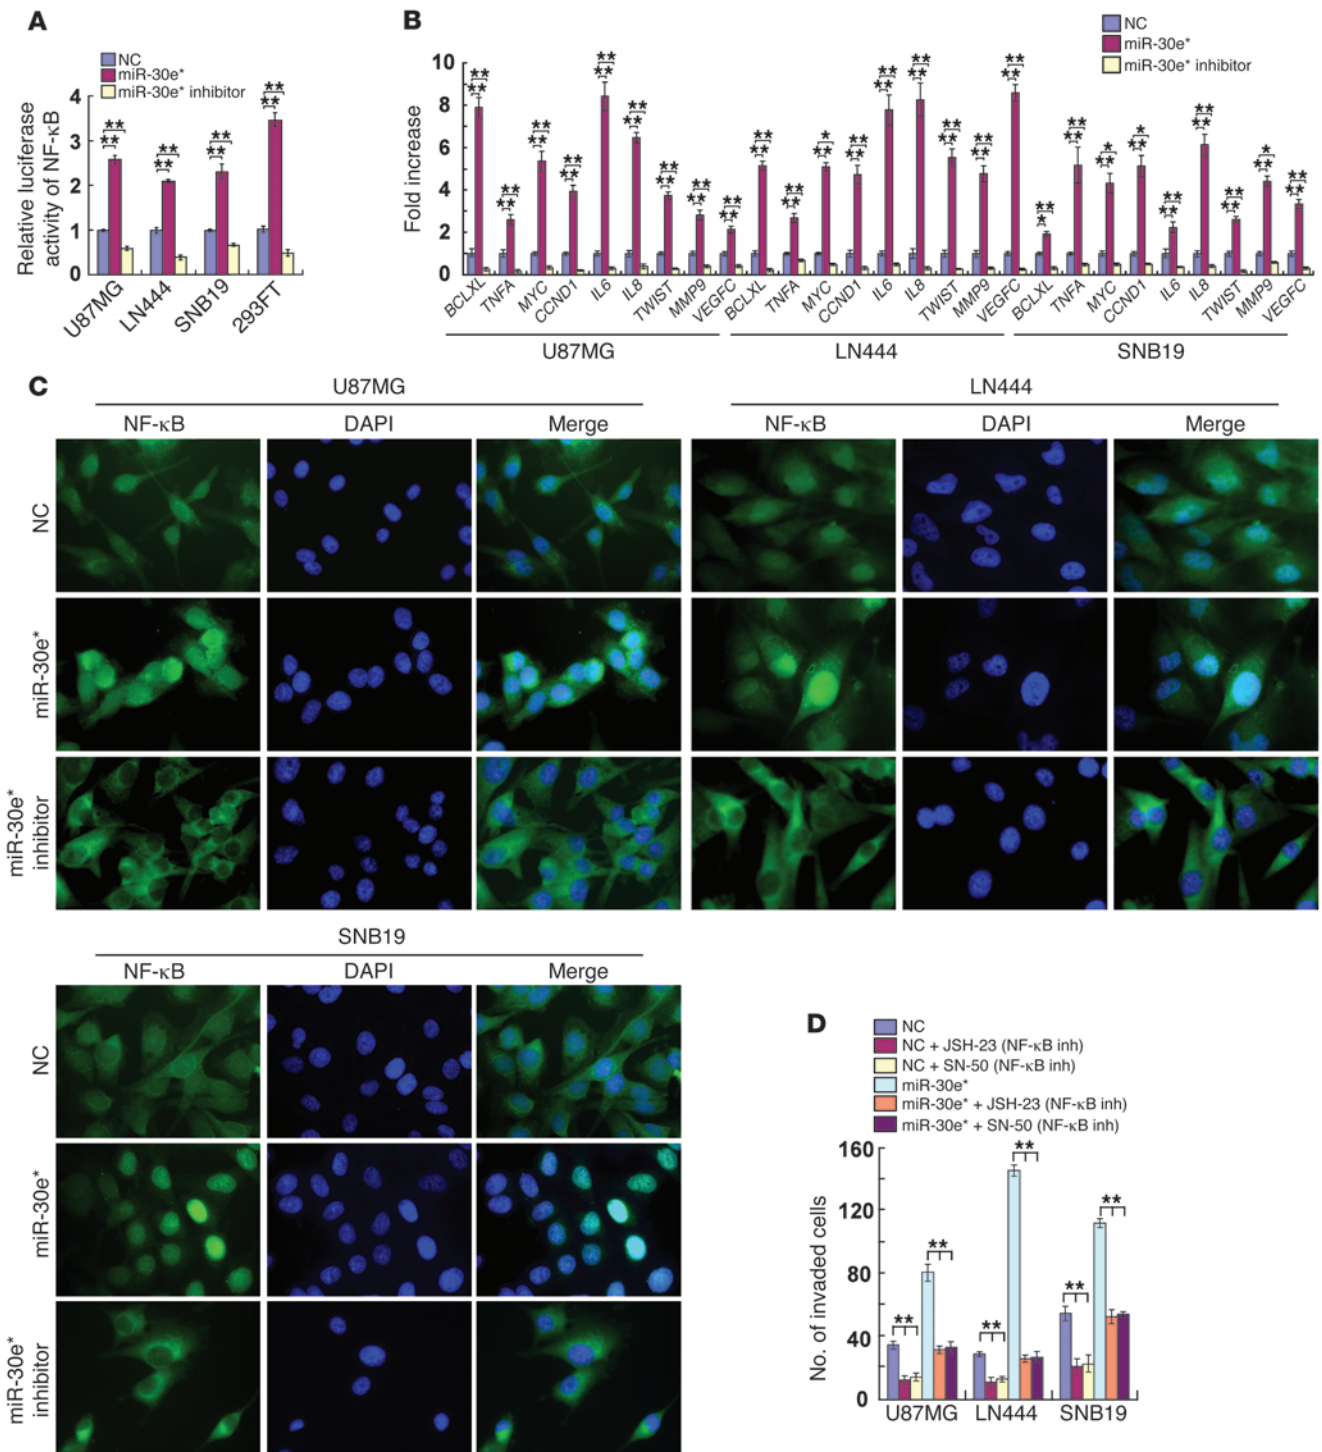 A
NC
miR-30e*
miR-30e* inhibitor
Relative luciferase
activity of NF-κB
4
3
2
1
0
** ** ** ** ** ** ** **
U87MG LN444 SNB19 293FT
B
NC
miR-30e*
miR-30e* inhibitor
Fold increase
10
8
6
4
2
0
BCLXL TNFA MYC CCND1 IL6 IL8 TWIST MMP9 VEGFC BCLXL TNFA MYC CCND1 IL6 IL8 TWIST MMP9 VEGFC BCLXL TNFA MYC CCND1 IL6 IL8 TWIST MMP9 VEGFC
U87MG LN444 SNB19
C
U87MG LN444
NF-κB DAPI Merge NF-κB DAPI Merge
NC
miR-30e*
miR-30e*
inhibitor
SNB19
NF-κB DAPI Merge
NC
miR-30e*
miR-30e*
inhibitor
D
NC
NC + JSH-23 (NF-κB inh)
NC + SN-50 (NF-κB inh)
miR-30e*
miR-30e* + JSH-23 (NF-κB inh)
miR-30e* + SN-50 (NF-κB inh)
No. of invaded cells
160
120
80
40
0
** ** ** ** ** **
U87MG LN444 SNB19